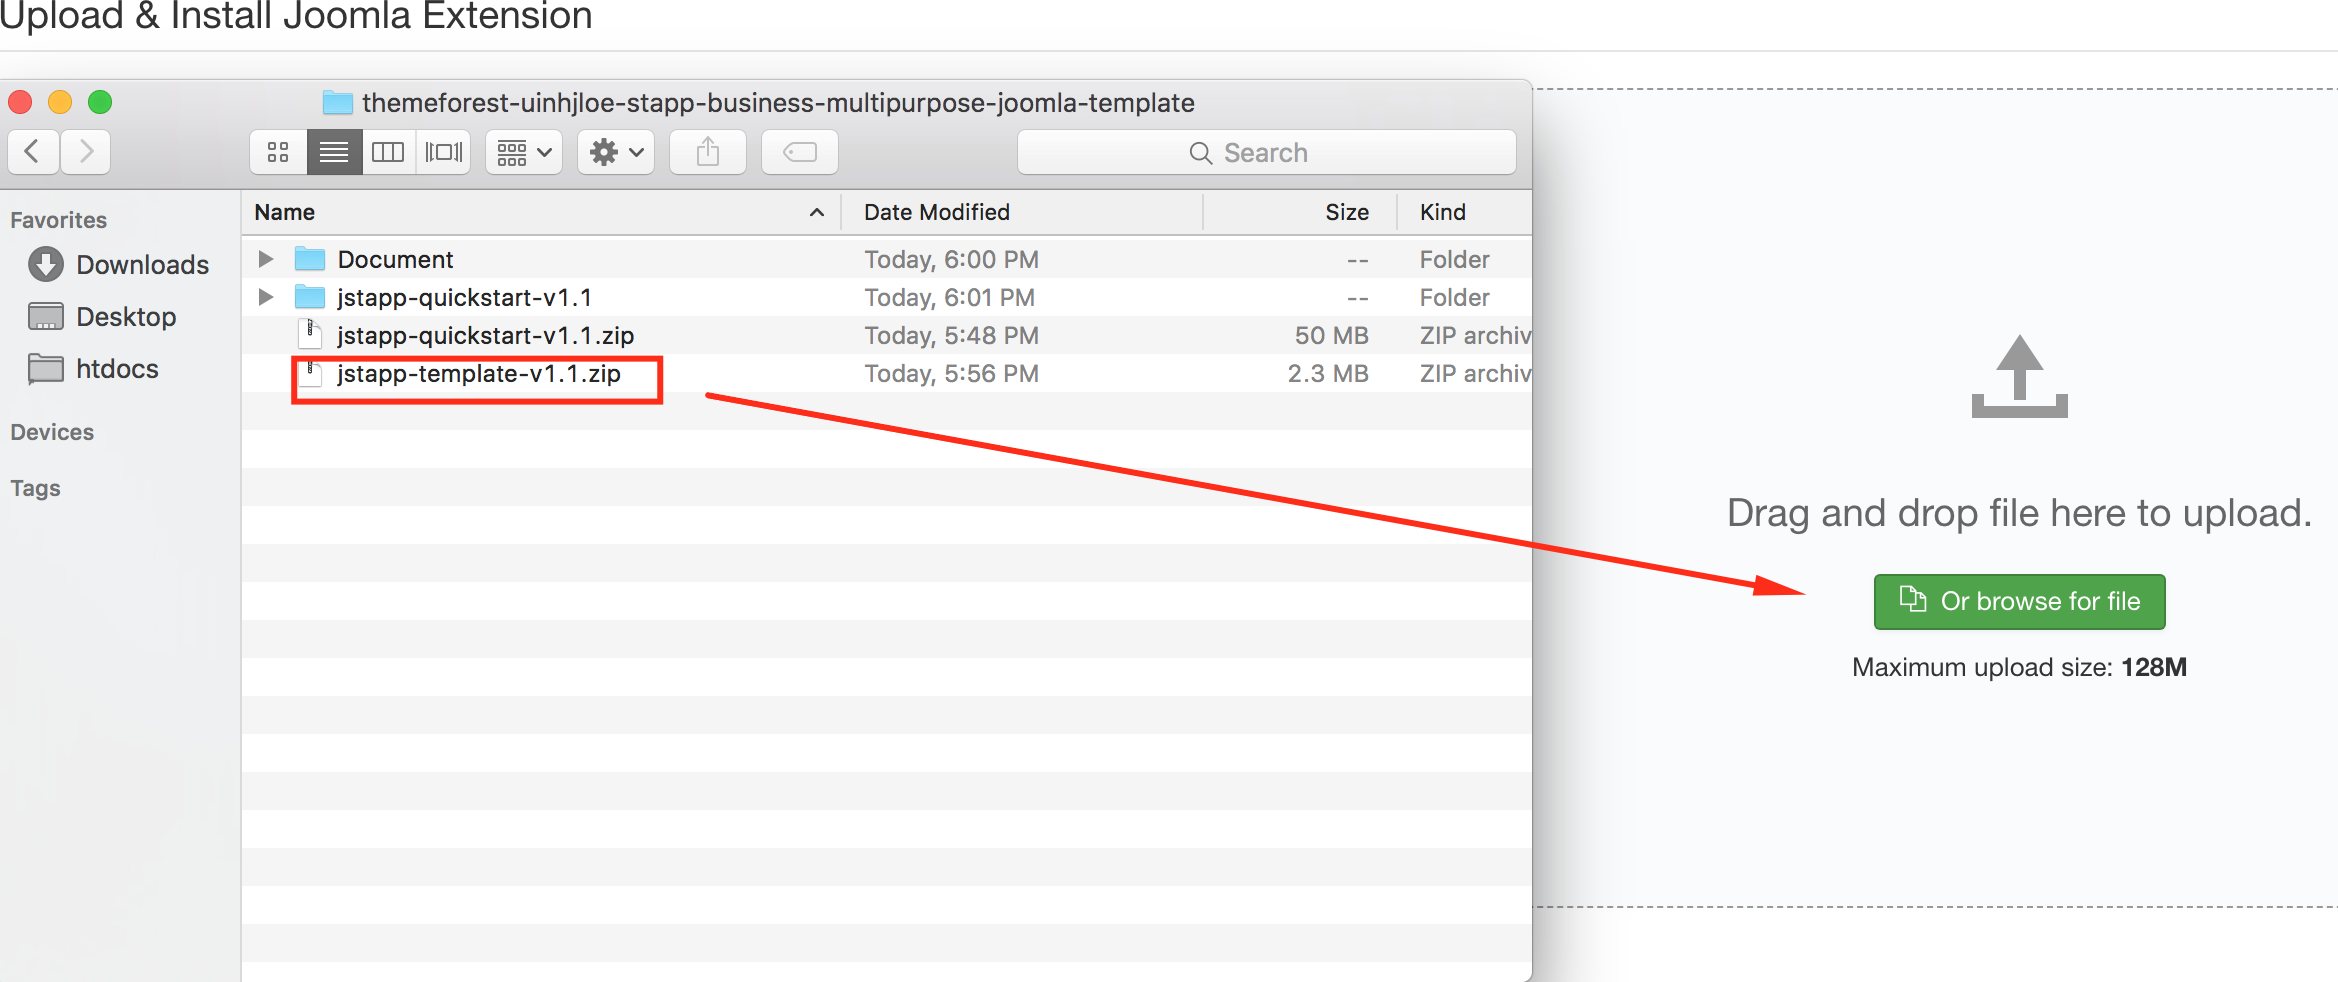 Upload & Install Joomla Extension
themeforest-uinhjloe-stapp-business-multipurpose-joomla-template
Search
Favorites
Downloads
Desktop
htdocs
Devices
Tags
Name Date Modified Size Kind
Document Today, 6:00 PM -- Folder
jstapp-quickstart-v1.1 Today, 6:01 PM -- Folder
jstapp-quickstart-v1.1.zip Today, 5:48 PM 50 MB ZIP archiv
jstapp-template-v1.1.zip Today, 5:56 PM 2.3 MB ZIP archiv
Drag and drop file here to upload.
Or browse for file
Maximum upload size: 128M